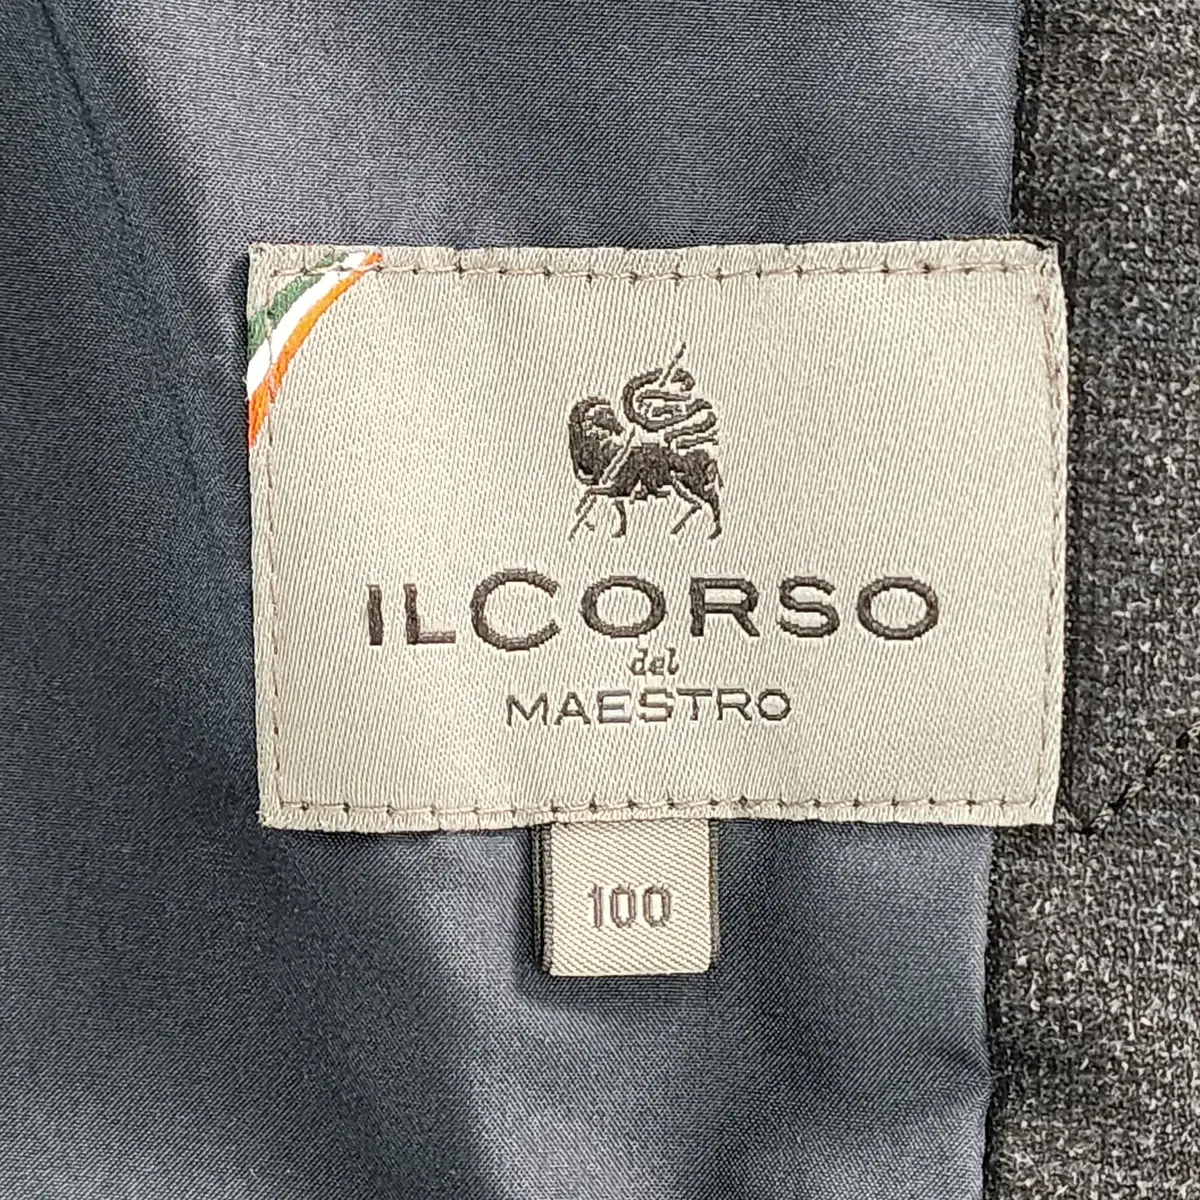 ILCORSO
del
MAESTRO
100